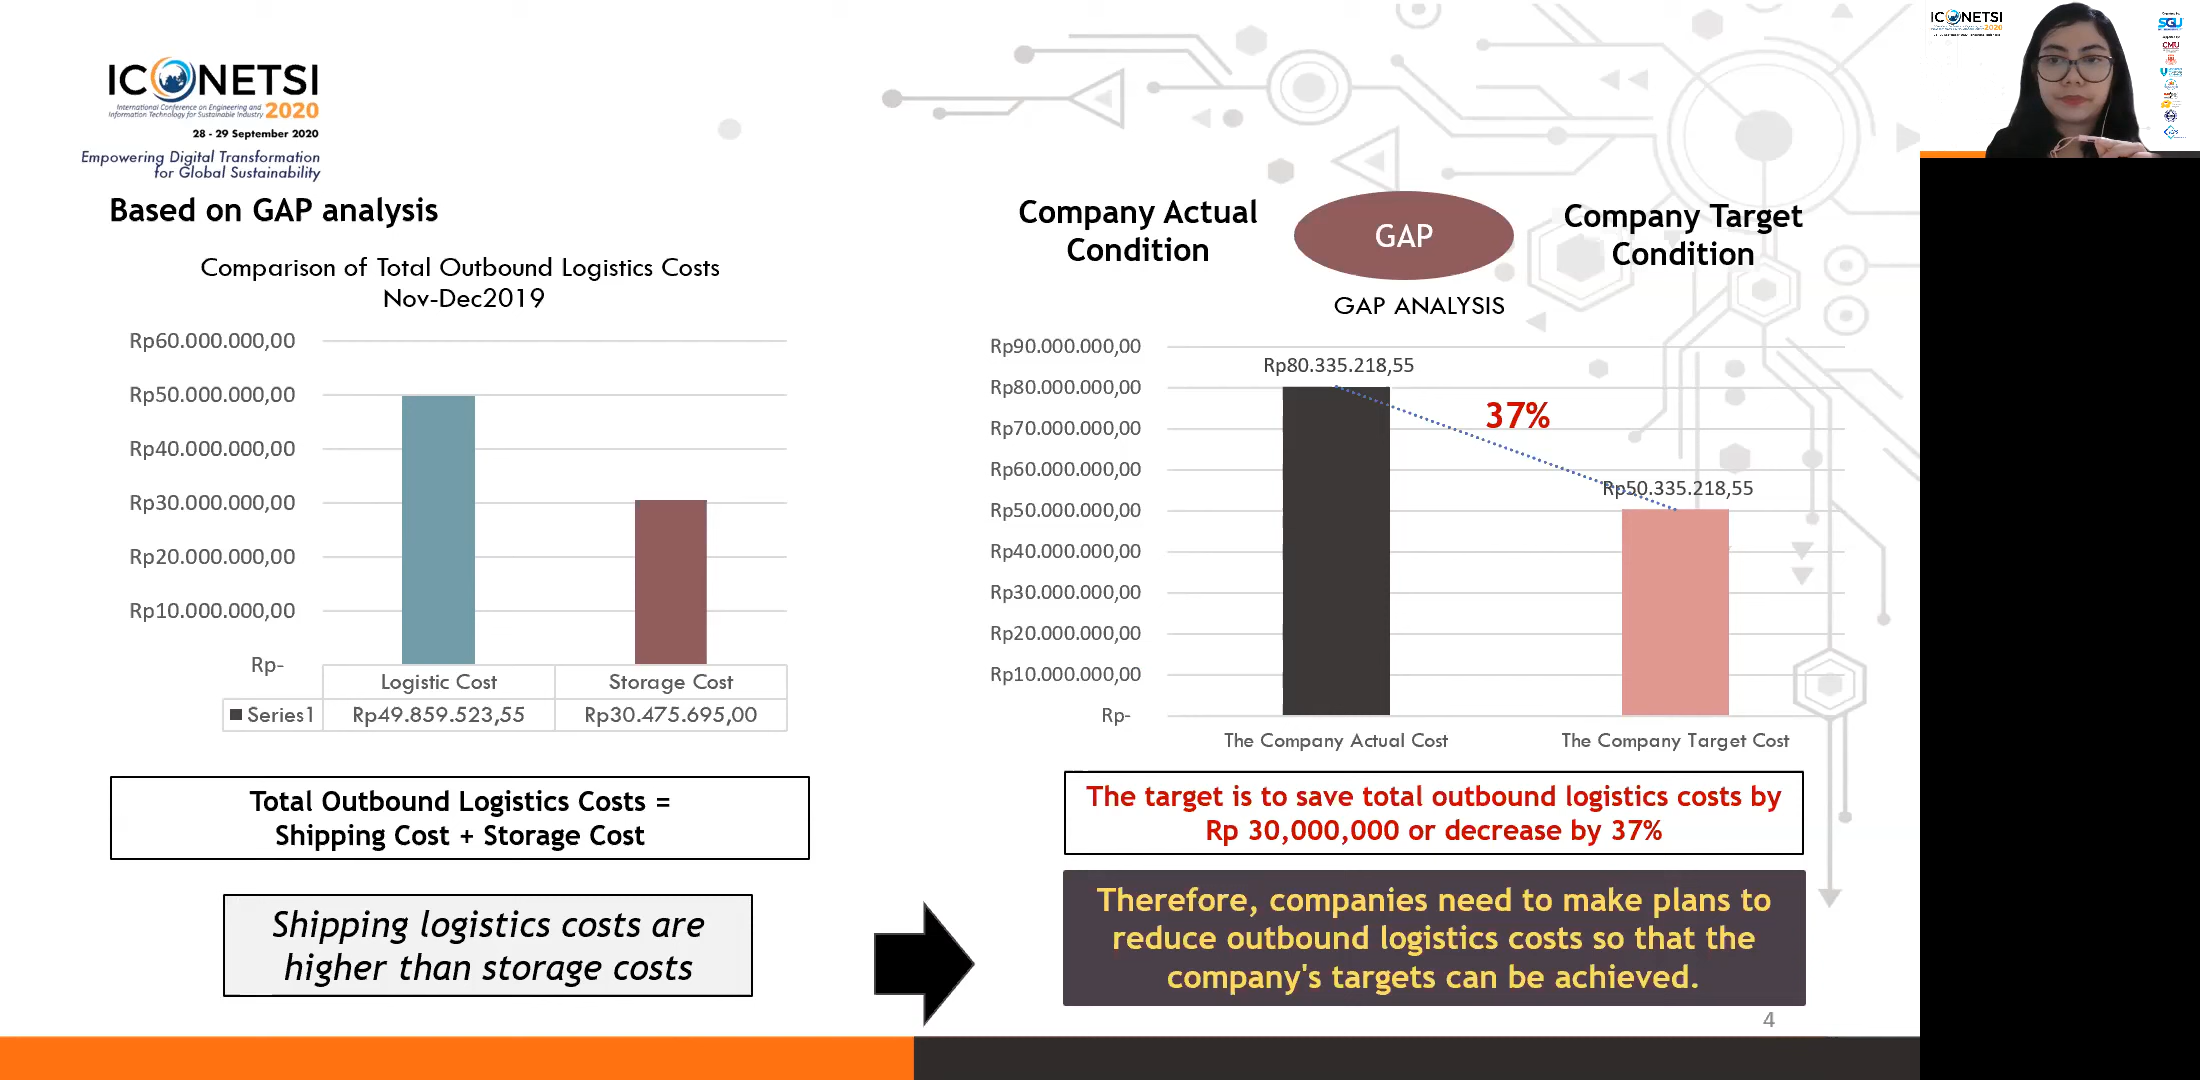 ICONETSI
International Conference on Engineering and
Information Technology for Sustainable Industry 2020
28 - 29 September 2020
Empowering Digital Transformation
for Global Sustainability
Based on GAP analysis
Comparison of Total Outbound Logistics Costs
Nov-Dec2019
Rp60.000.000,00
Rp50.000.000,00
Rp40.000.000,00
Rp30.000.000,00
Rp20.000.000,00
Rp10.000.000,00
Rp-
Logistic Cost Storage Cost
Series1 Rp49.859.523,55 Rp30.475.695,00
Total Outbound Logistics Costs =
Shipping Cost + Storage Cost
Shipping logistics costs are
higher than storage costs
Company Actual
Condition
GAP
Company Target
Condition
GAP ANALYSIS
Rp90.000.000,00
Rp80.000.000,00
Rp70.000.000,00
Rp60.000.000,00
Rp50.000.000,00
Rp40.000.000,00
Rp30.000.000,00
Rp20.000.000,00
Rp10.000.000,00
Rp-
Rp80.335.218,55
37%
Rp50.335.218,55
The Company Actual Cost The Company Target Cost
The target is to save total outbound logistics costs by
Rp 30,000,000 or decrease by 37%
Therefore, companies need to make plans to
reduce outbound logistics costs so that the
company's targets can be achieved.
4
ICONETSI
2020
SGU
CMU